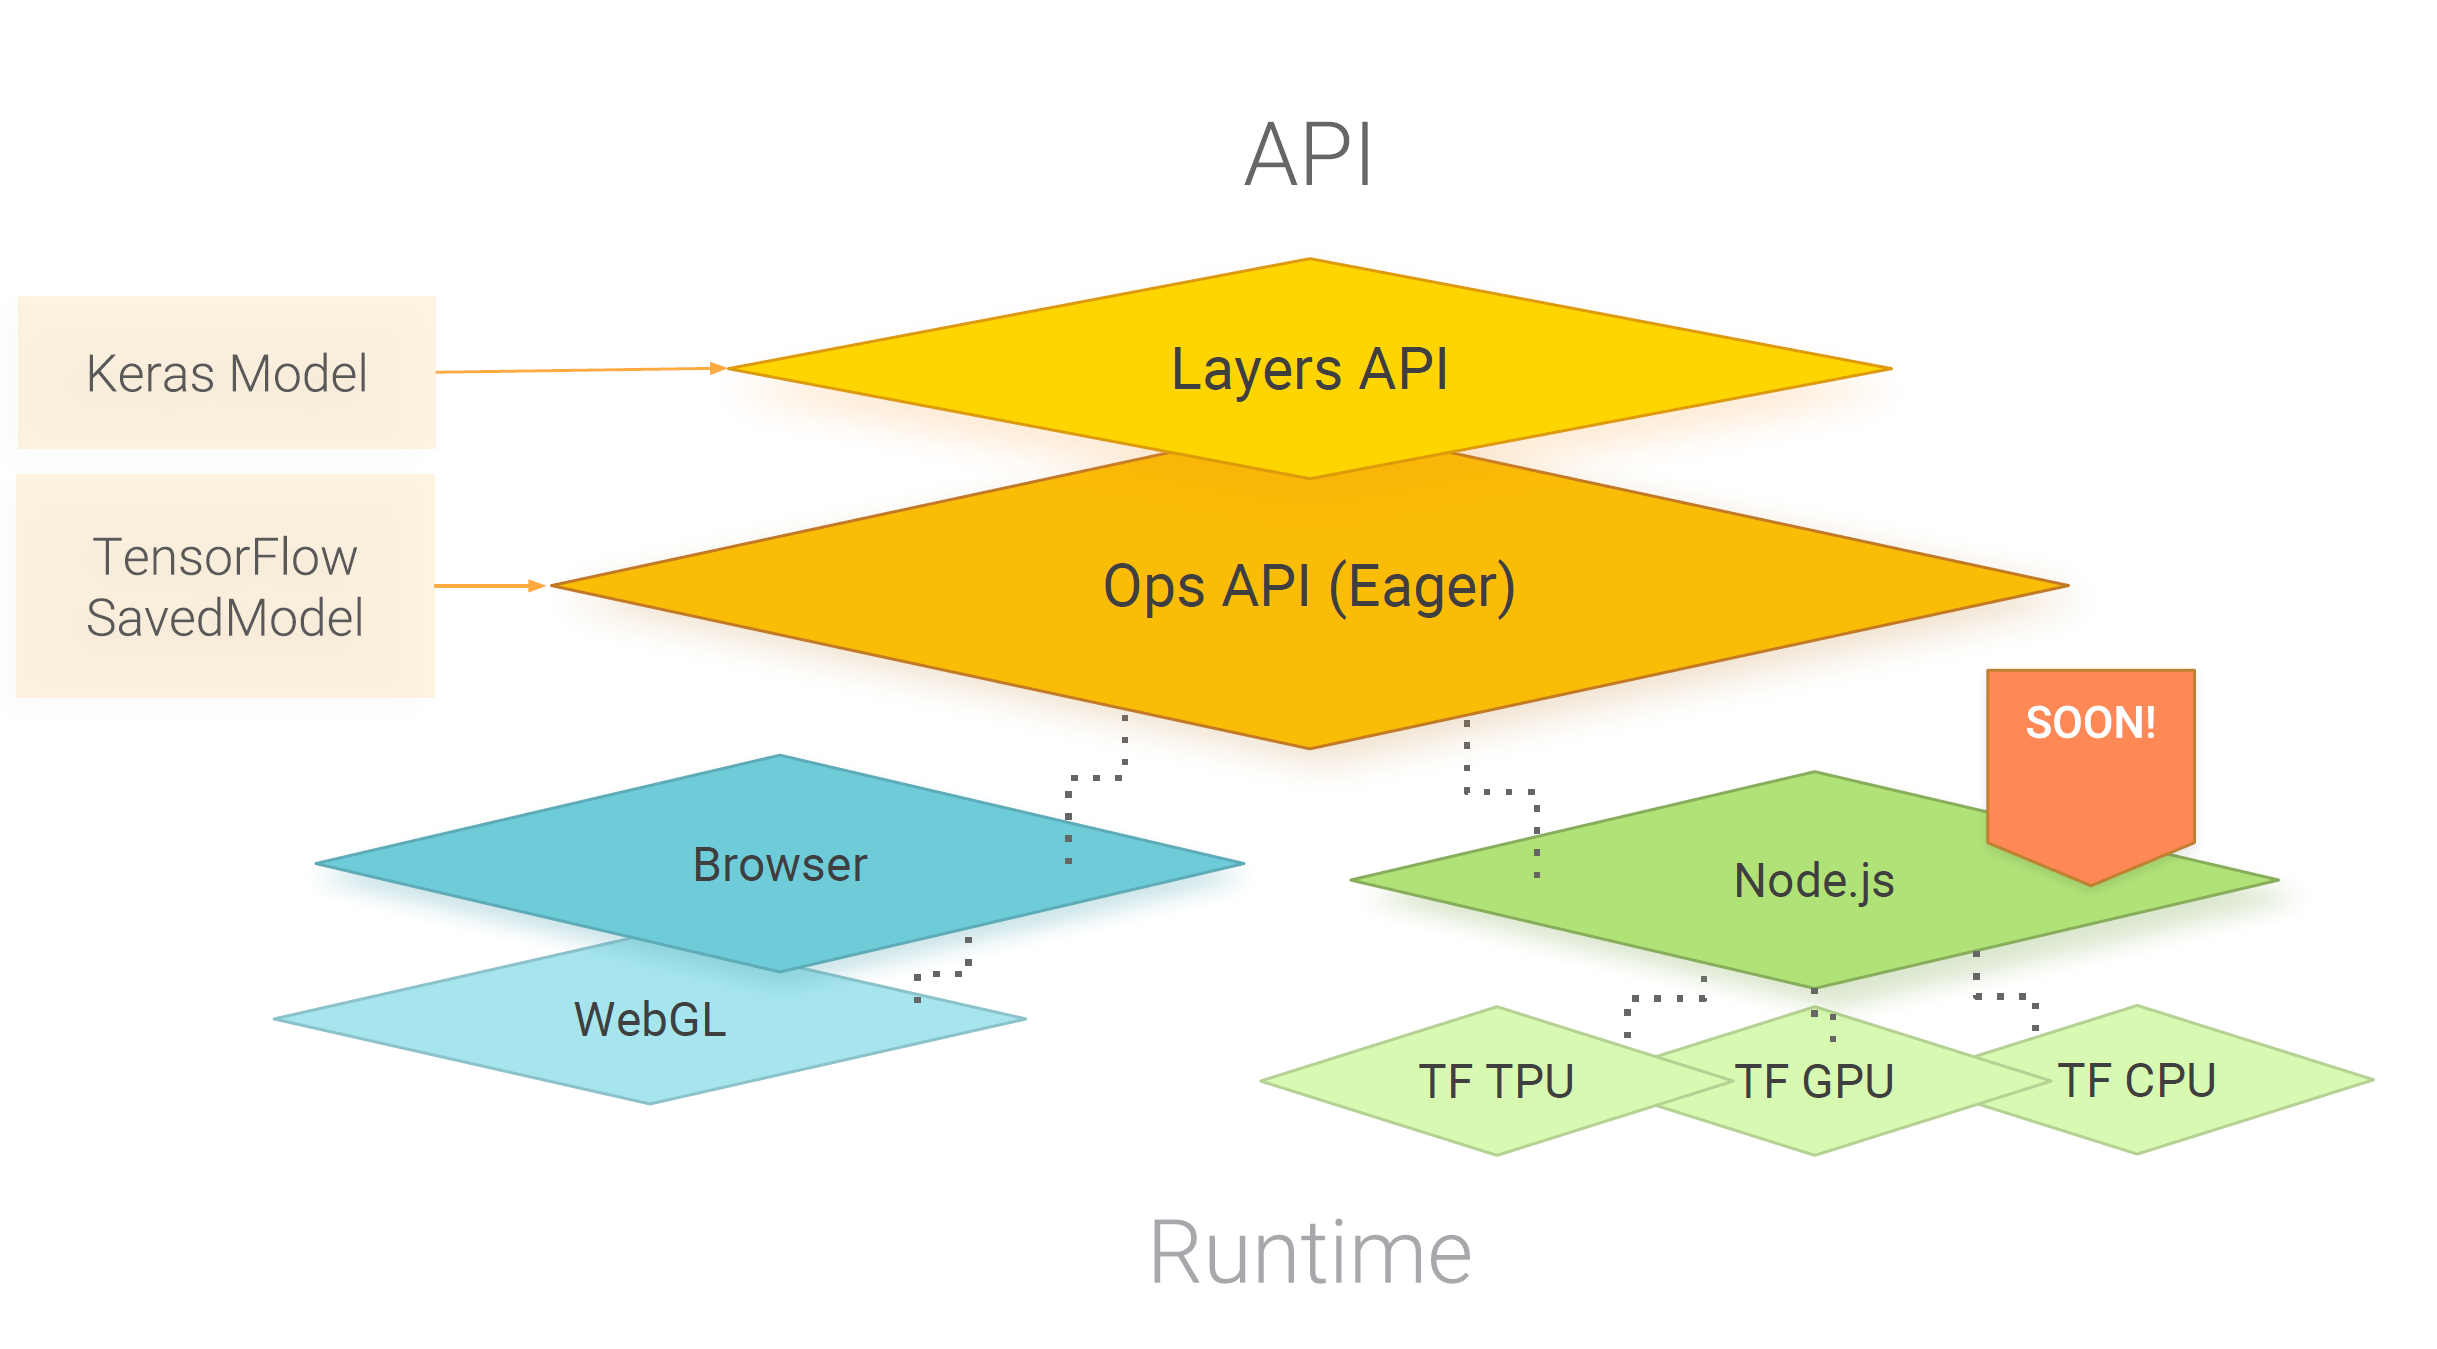 API
Keras Model
Layers API
TensorFlow
SavedModel
Ops API (Eager)
SOON!
Browser
Node.js
WebGL
TF TPU
TF GPU
TF CPU
Runtime